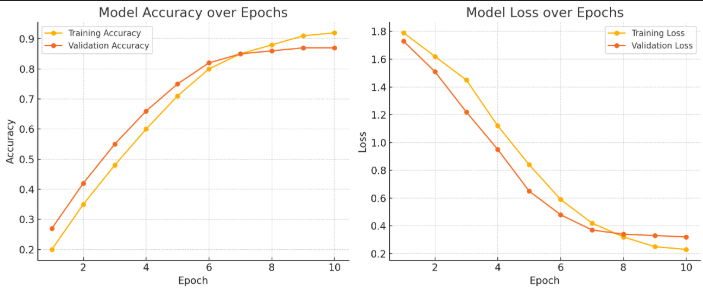 Model Accuracy over Epochs
Training Accuracy
Validation Accuracy
Accuracy
0.9
0.8
0.7
0.6
0.5
0.4
0.3
0.2
2 4 6 8 10
Epoch
Model Loss over Epochs
Training Loss
Validation Loss
Loss
1.8
1.6
1.4
1.2
1.0
0.8
0.6
0.4
0.2
2 4 6 8 10
Epoch